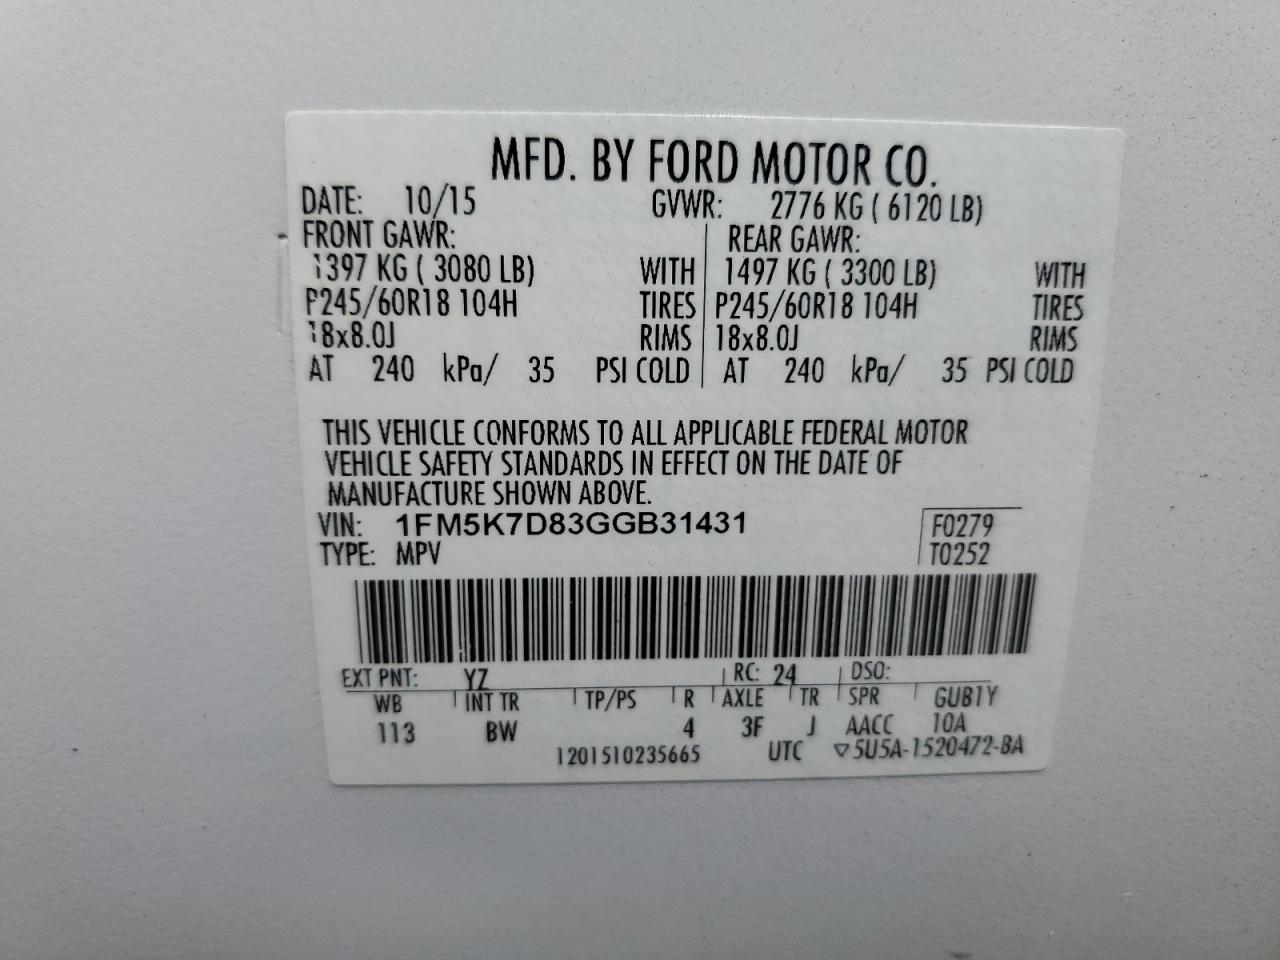 MFD. BY FORD MOTOR CO.
DATE: 10/15 GVWR: 2776 KG ( 6120 LB)
FRONT GAWR: REAR GAWR:
1397 KG ( 3080 LB) WITH 1497 KG ( 3300 LB) WITH
P245/60R18 104H TIRES P245/60R18 104H TIRES
18x8.0J RIMS 18x8.0J RIMS
AT 240 kPa/ 35 PSI COLD AT 240 kPa/ 35 PSI COLD
THIS VEHICLE CONFORMS TO ALL APPLICABLE FEDERAL MOTOR
VEHICLE SAFETY STANDARDS IN EFFECT ON THE DATE OF
MANUFACTURE SHOWN ABOVE.
VIN: 1FM5K7D83GGB31431 F0279
TYPE: MPV T0252
EXT PNT: YZ RC: 24 DSO:
WB INT TR TP/PS R AXLE TR SPR GUB1Y
113 BW 4 3F J AACC 10A
1201510235665 UTC ▽5U5A-1520472-BA